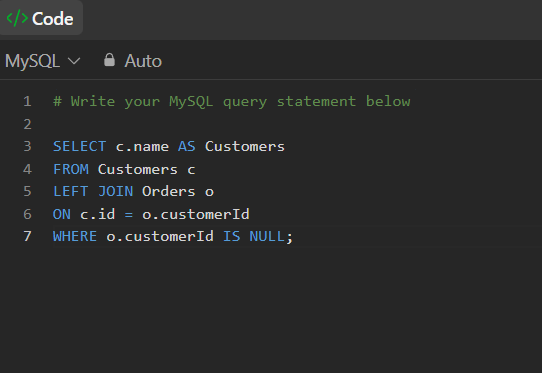 </> Code
MySQL Auto
1 # Write your MySQL query statement below
2
3 SELECT c.name AS Customers
4 FROM Customers c
5 LEFT JOIN Orders o
6 ON c.id = o.customerId
7 WHERE o.customerId IS NULL;